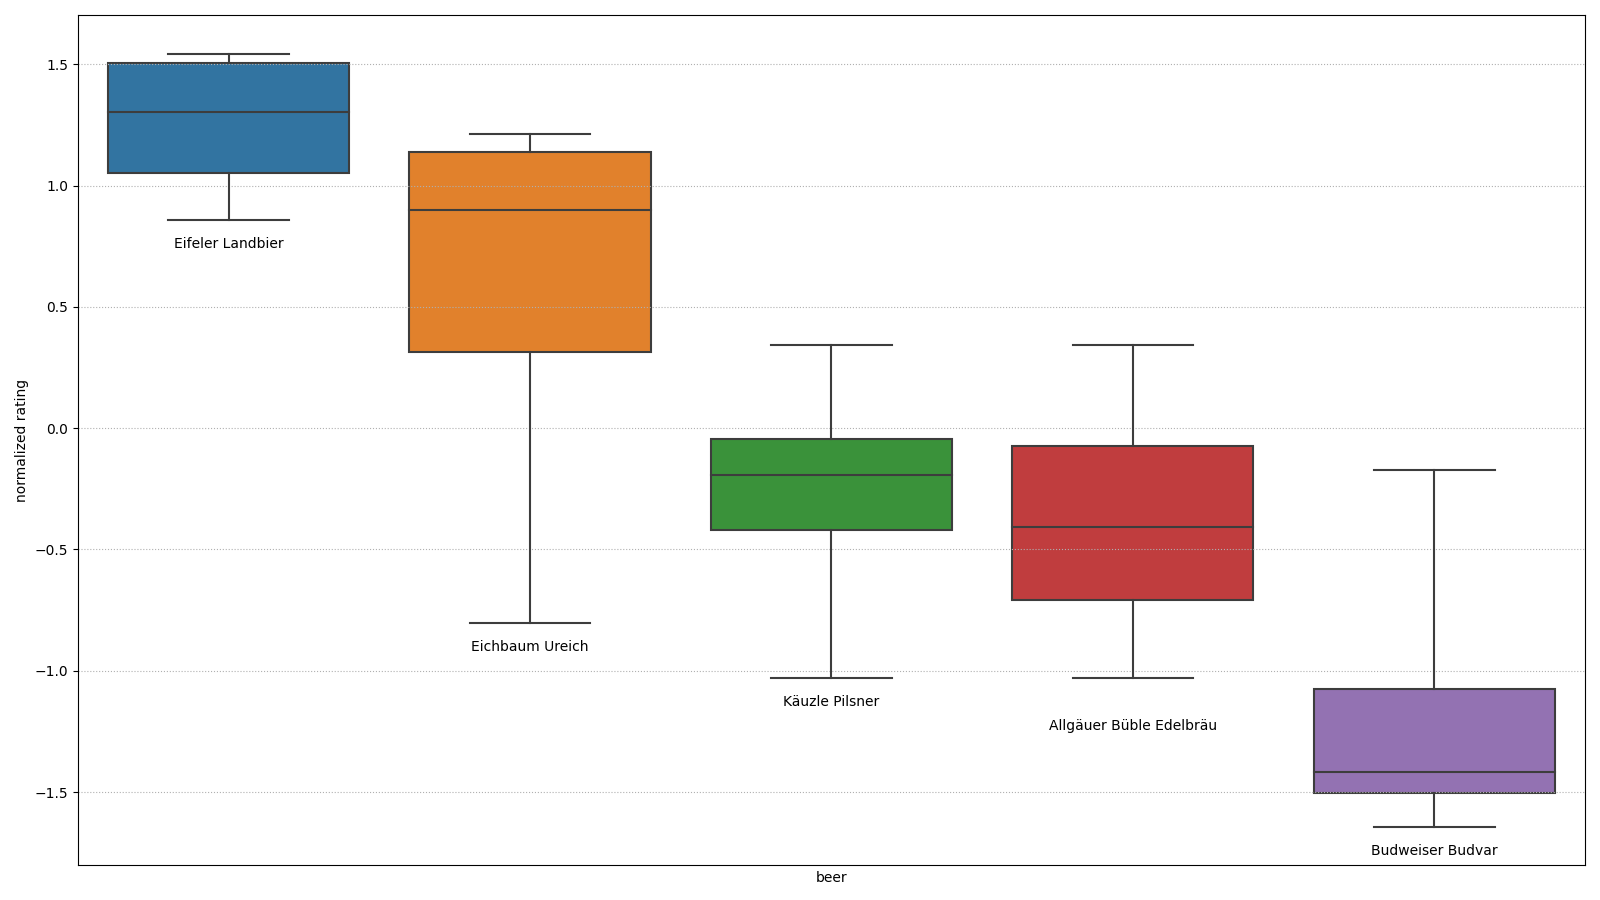 1.5
1.0
0.5
0.0
−0.5
−1.0
−1.5
normalized rating
Eifeler Landbier
Eichbaum Ureich
Käuzle Pilsner
Allgäuer Büble Edelbräu
Budweiser Budvar
beer